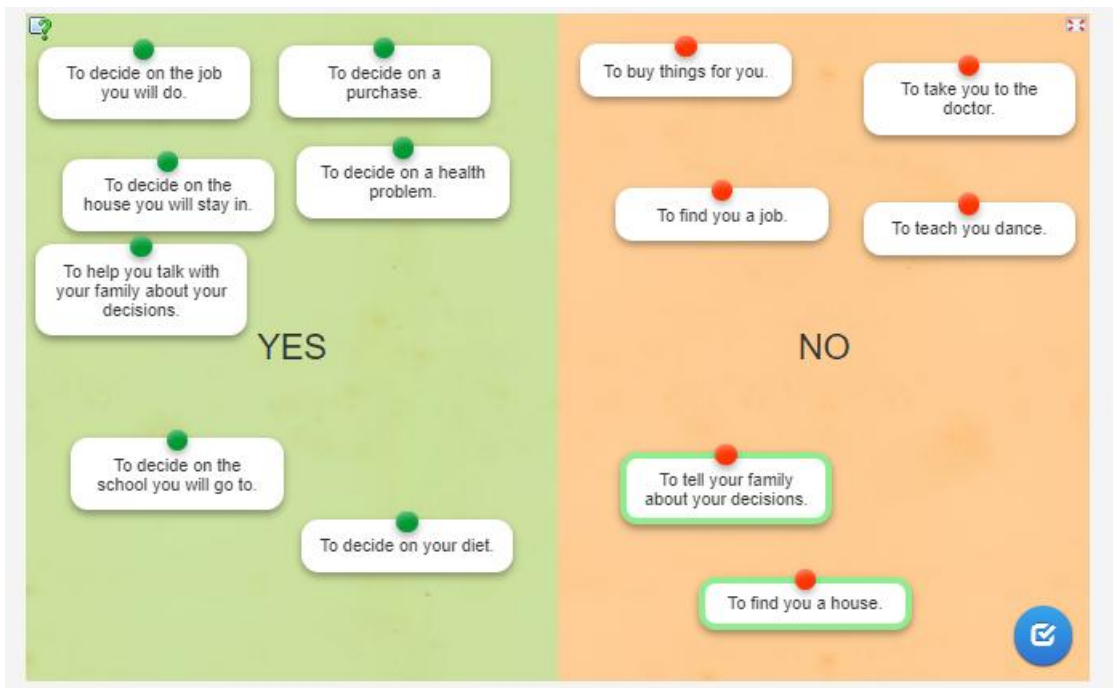 To decide on the job
you will do.
To decide on a
purchase.
To decide on the
house you will stay in.
To decide on a health
problem.
To help you talk with
your family about your
decisions.
YES
To decide on the
school you will go to.
To decide on your diet.
To buy things for you.
To take you to the
doctor.
To find you a job.
To teach you dance.
NO
To tell your family
about your decisions.
To find you a house.